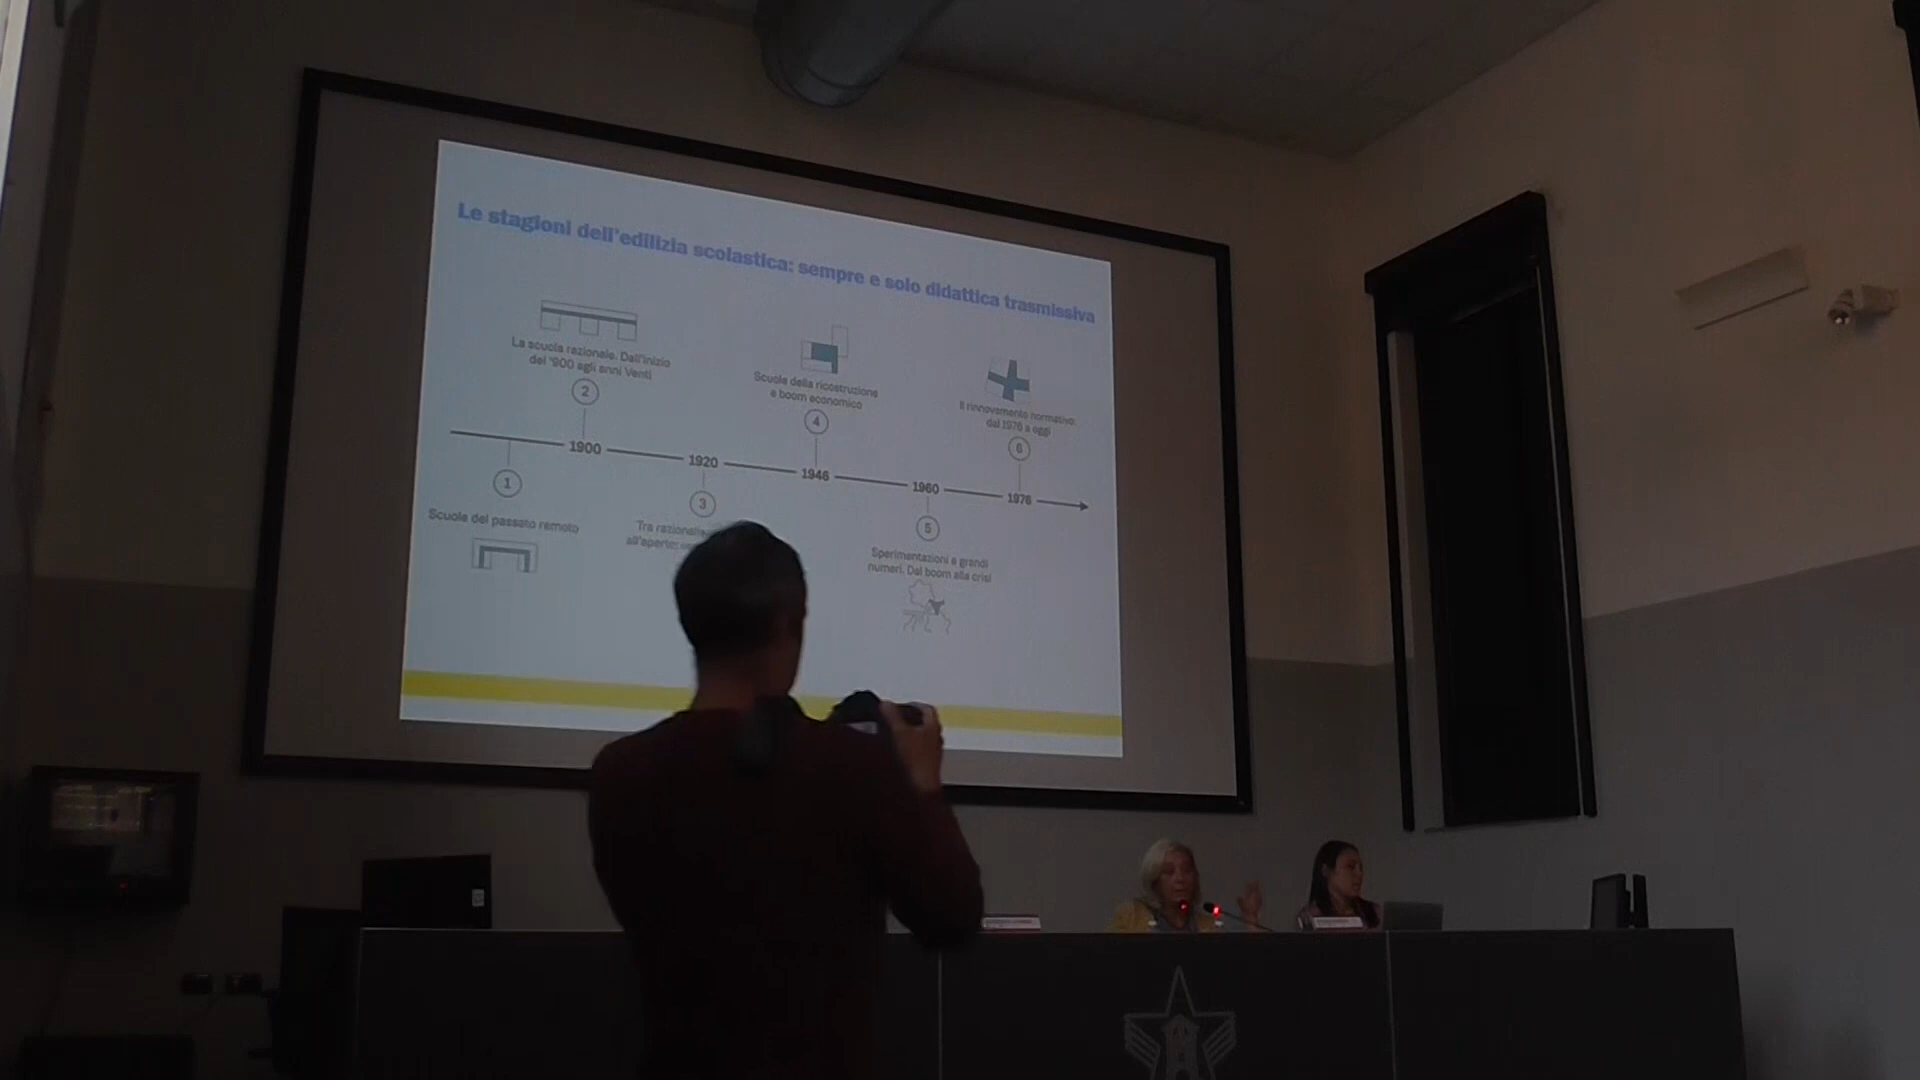 Le stagioni dell'edilizia scolastica: sempre e solo didattica trasmissiva
La scuola razionale. Dall'inizio
del '900 agli anni Venti
2
Scuole della ricostruzione
e boom economico
4
Il rinnovamento normativo:
dal 1976 a oggi
6
1900
1920
1946
1960
1976
1
Scuole del passato remoto
3
Tra
5
Sperimentazioni e grandi
numeri. Dal boom alla crisi